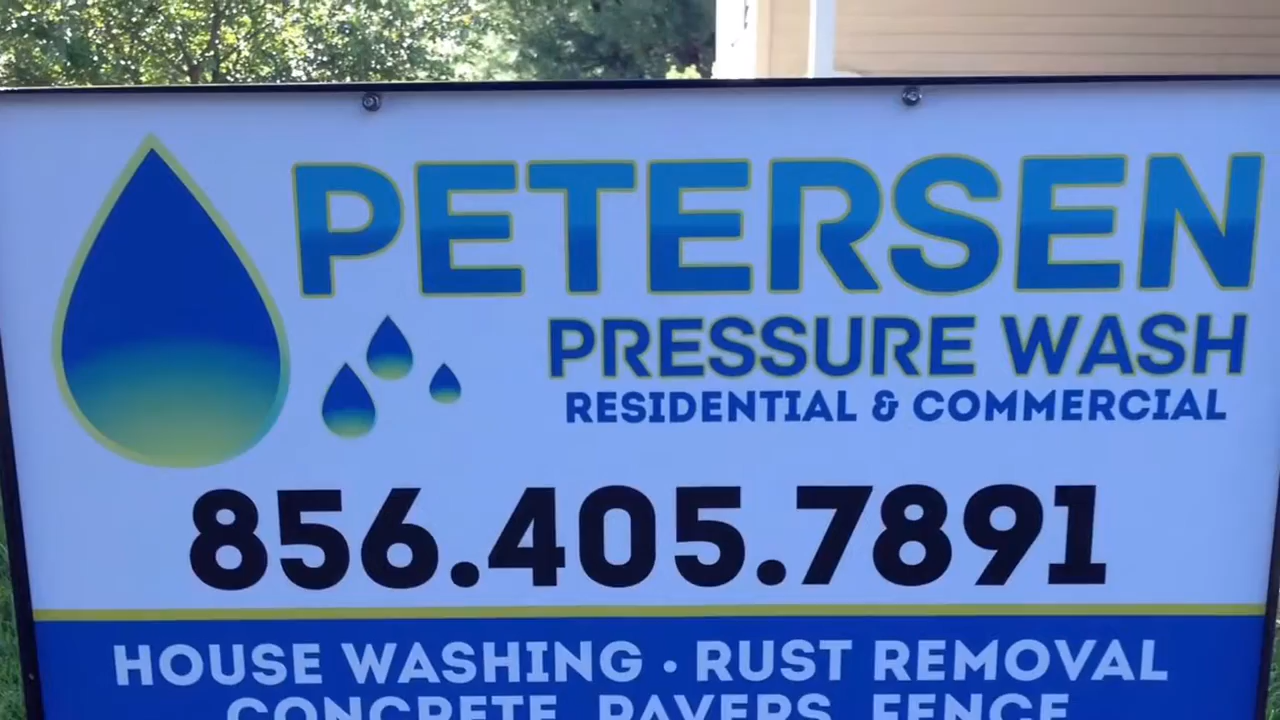 PETERSEN
PRESSURE WASH
RESIDENTIAL & COMMERCIAL
856.405.7891
HOUSE WASHING · RUST REMOVAL
CONCRETE, PAVERS, FENCE